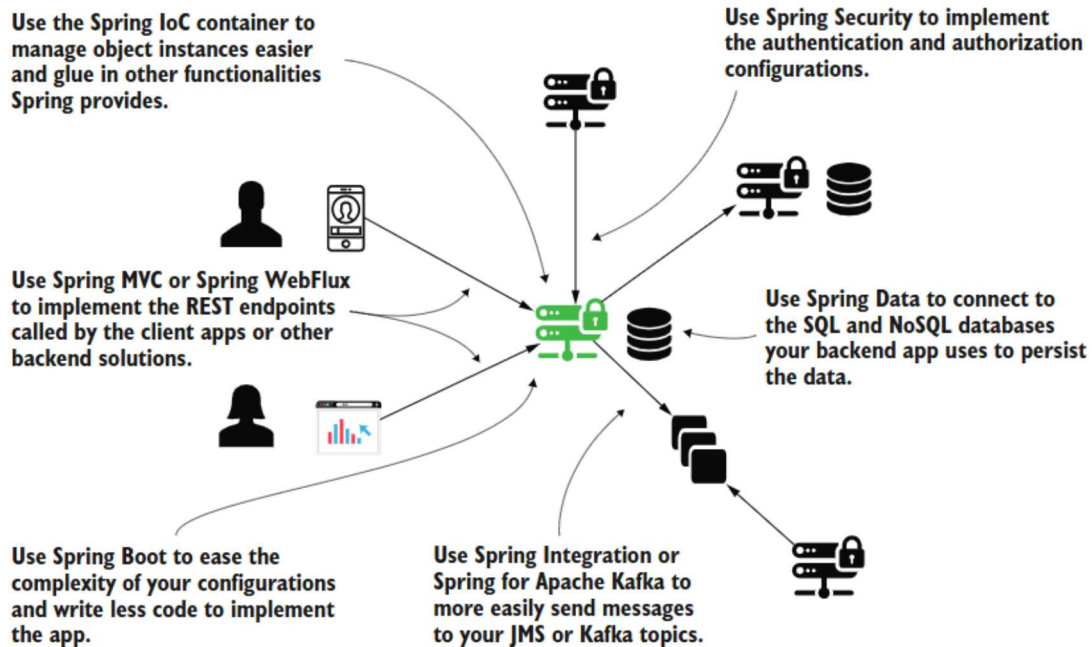 Use the Spring IoC container to
manage object instances easier
and glue in other functionalities
Spring provides.
Use Spring Security to implement
the authentication and authorization
configurations.
Use Spring MVC or Spring WebFlux
to implement the REST endpoints
called by the client apps or other
backend solutions.
Use Spring Data to connect to
the SQL and NoSQL databases
your backend app uses to persist
the data.
Use Spring Boot to ease the
complexity of your configurations
and write less code to implement
the app.
Use Spring Integration or
Spring for Apache Kafka to
more easily send messages
to your JMS or Kafka topics.